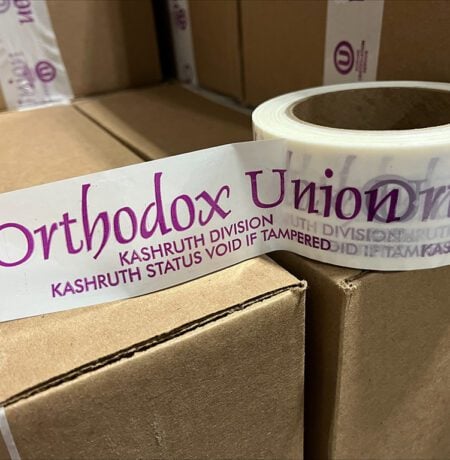 Orthodox Union
KASHRUTH DIVISION
KASHRUTH STATUS VOID IF TAMPERED